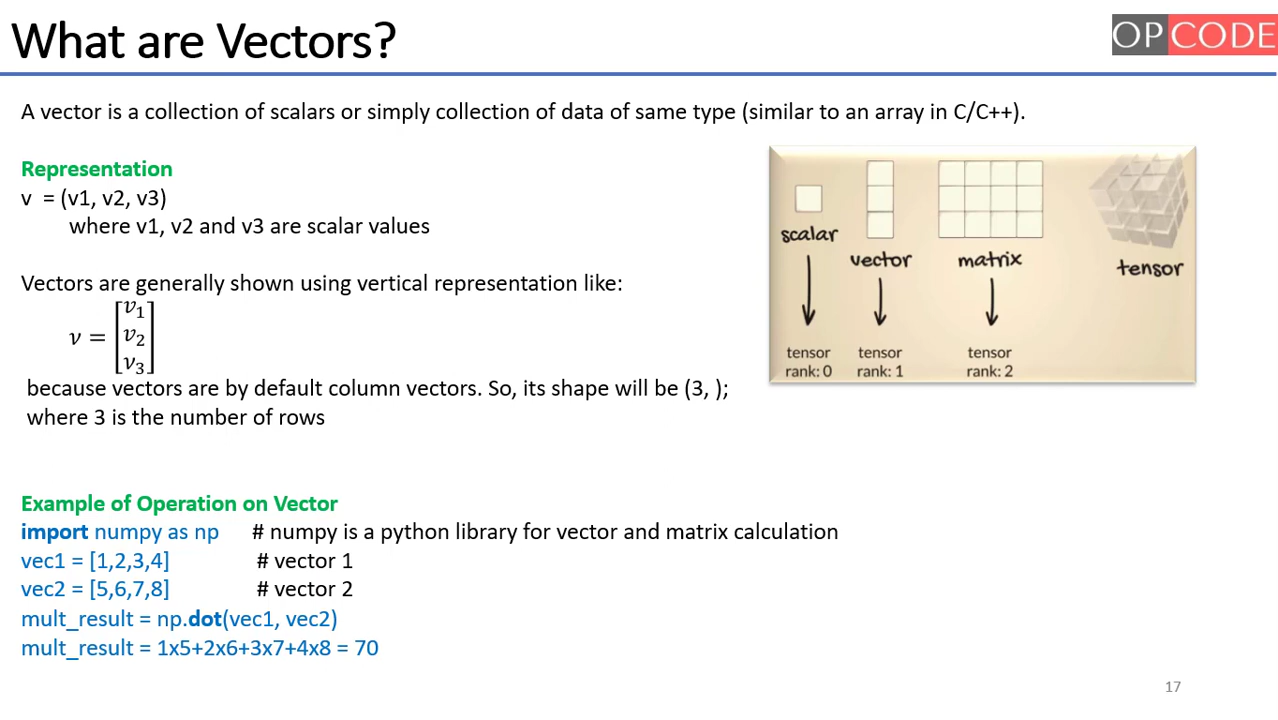 What are Vectors?
OPCODE
A vector is a collection of scalars or simply collection of data of same type (similar to an array in C/C++).
Representation
v = (v1, v2, v3)
where v1, v2 and v3 are scalar values
Vectors are generally shown using vertical representation like:
v =
v1
v2
v3
because vectors are by default column vectors. So, its shape will be (3, );
where 3 is the number of rows
scalar
vector
matrix
tensor
tensor rank: 0
tensor rank: 1
tensor rank: 2
Example of Operation on Vector
import numpy as np # numpy is a python library for vector and matrix calculation
vec1 = [1,2,3,4] # vector 1
vec2 = [5,6,7,8] # vector 2
mult_result = np.dot(vec1, vec2)
mult_result = 1x5+2x6+3x7+4x8 = 70
17